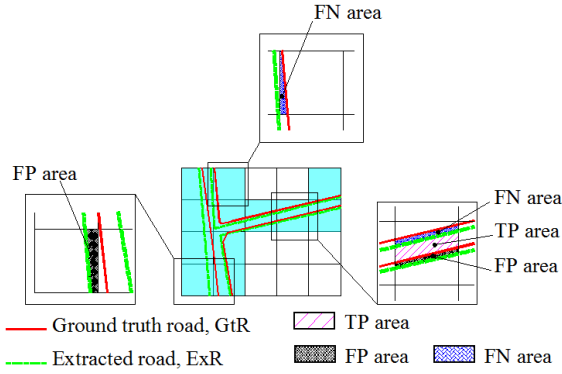 FN area
FP area
FN area
TP area
FP area
Ground truth road, GtR
TP area
Extracted road, ExR
FP area
FN area